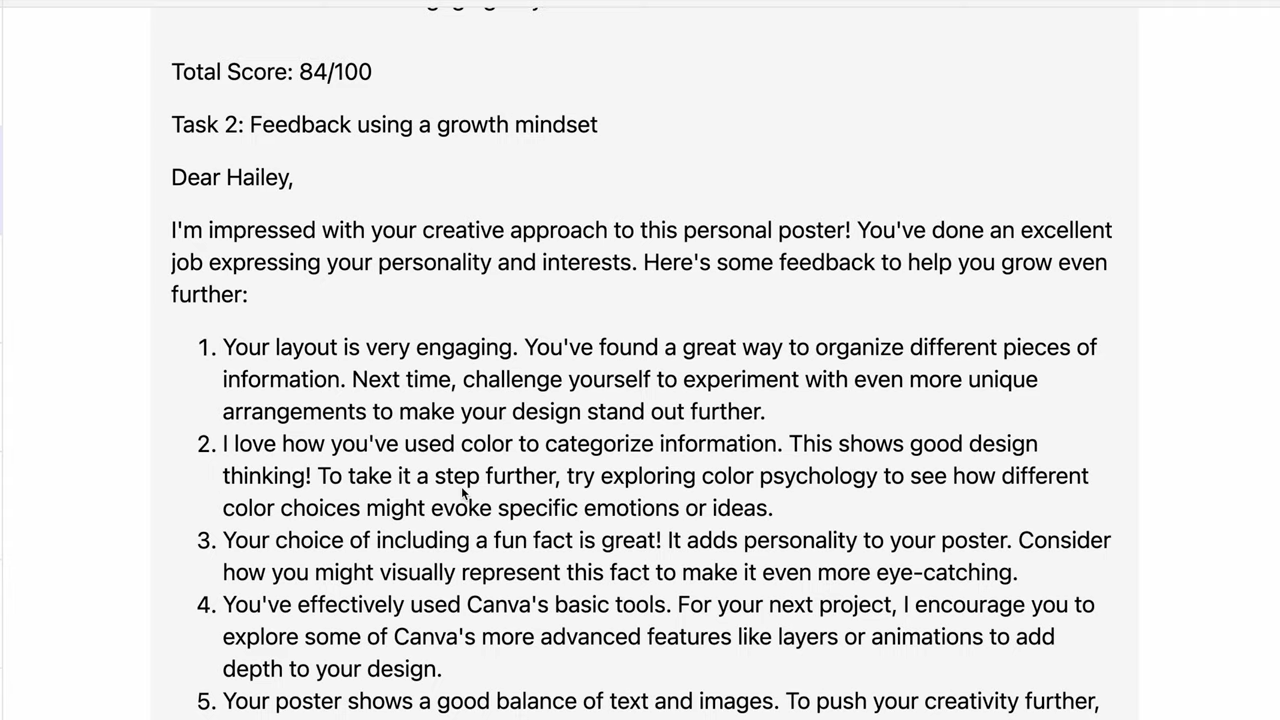 Total Score: 84/100
Task 2: Feedback using a growth mindset
Dear Hailey,
I'm impressed with your creative approach to this personal poster! You've done an excellent
job expressing your personality and interests. Here's some feedback to help you grow even
further:
1. Your layout is very engaging. You've found a great way to organize different pieces of
information. Next time, challenge yourself to experiment with even more unique
arrangements to make your design stand out further.
2. I love how you've used color to categorize information. This shows good design
thinking! To take it a step further, try exploring color psychology to see how different
color choices might evoke specific emotions or ideas.
3. Your choice of including a fun fact is great! It adds personality to your poster. Consider
how you might visually represent this fact to make it even more eye-catching.
4. You've effectively used Canva's basic tools. For your next project, I encourage you to
explore some of Canva's more advanced features like layers or animations to add
depth to your design.
5. Your poster shows a good balance of text and images. To push your creativity further,